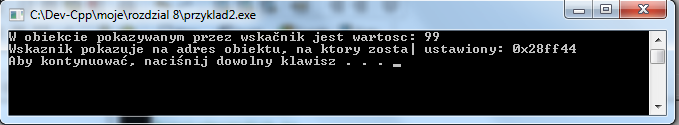 C:\Dev-Cpp\moje\rozdzial 8\przyklad2.exe
W obiekcie pokazywanym przez wskačnik jest wartosc: 99
Wskaznik pokazuje na adres obiektu, na ktory zosta| ustawiony: 0x28ff44
Aby kontynuować, naciśnij dowolny klawisz . . . _